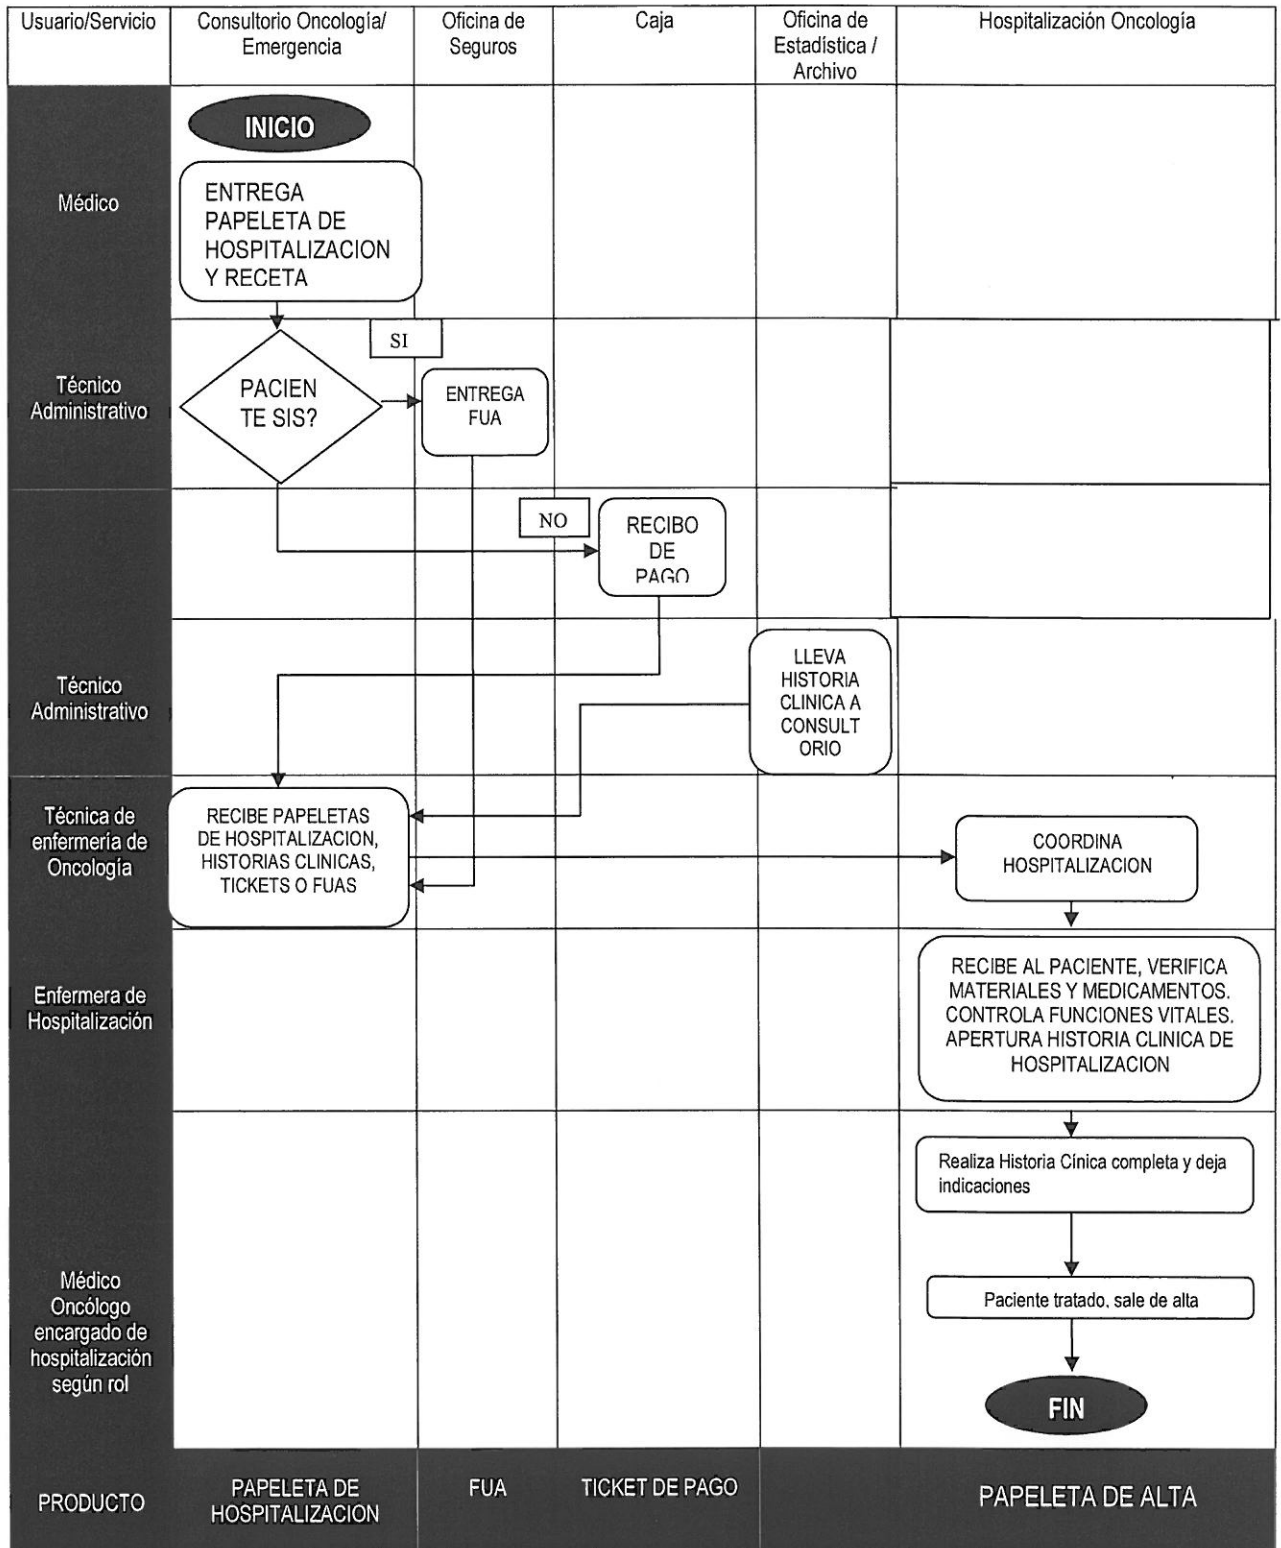 Usuario/Servicio
Consultorio Oncología/
Emergencia
Oficina de
Seguros
Caja
Oficina de
Estadística /
Archivo
Hospitalización Oncología
Médico
INICIO
ENTREGA
PAPELETA DE
HOSPITALIZACION
Y RECETA
Técnico
Administrativo
PACIEN
TE SIS?
SI
ENTREGA
FUA
NO
RECIBO
DE
PAGO
Técnico
Administrativo
LLEVA
HISTORIA
CLINICA A
CONSULT
ORIO
Técnica de
enfermería de
Oncología
RECIBE PAPELETAS
DE HOSPITALIZACION,
HISTORIAS CLINICAS,
TICKETS O FUAS
COORDINA
HOSPITALIZACION
Enfermera de
Hospitalización
RECIBE AL PACIENTE, VERIFICA
MATERIALES Y MEDICAMENTOS.
CONTROLA FUNCIONES VITALES.
APERTURA HISTORIA CLINICA DE
HOSPITALIZACION
Realiza Historia Cínica completa y deja
indicaciones
Médico
Oncólogo
encargado de
hospitalización
según rol
Paciente tratado, sale de alta
FIN
PRODUCTO
PAPELETA DE
HOSPITALIZACION
FUA
TICKET DE PAGO
PAPELETA DE ALTA